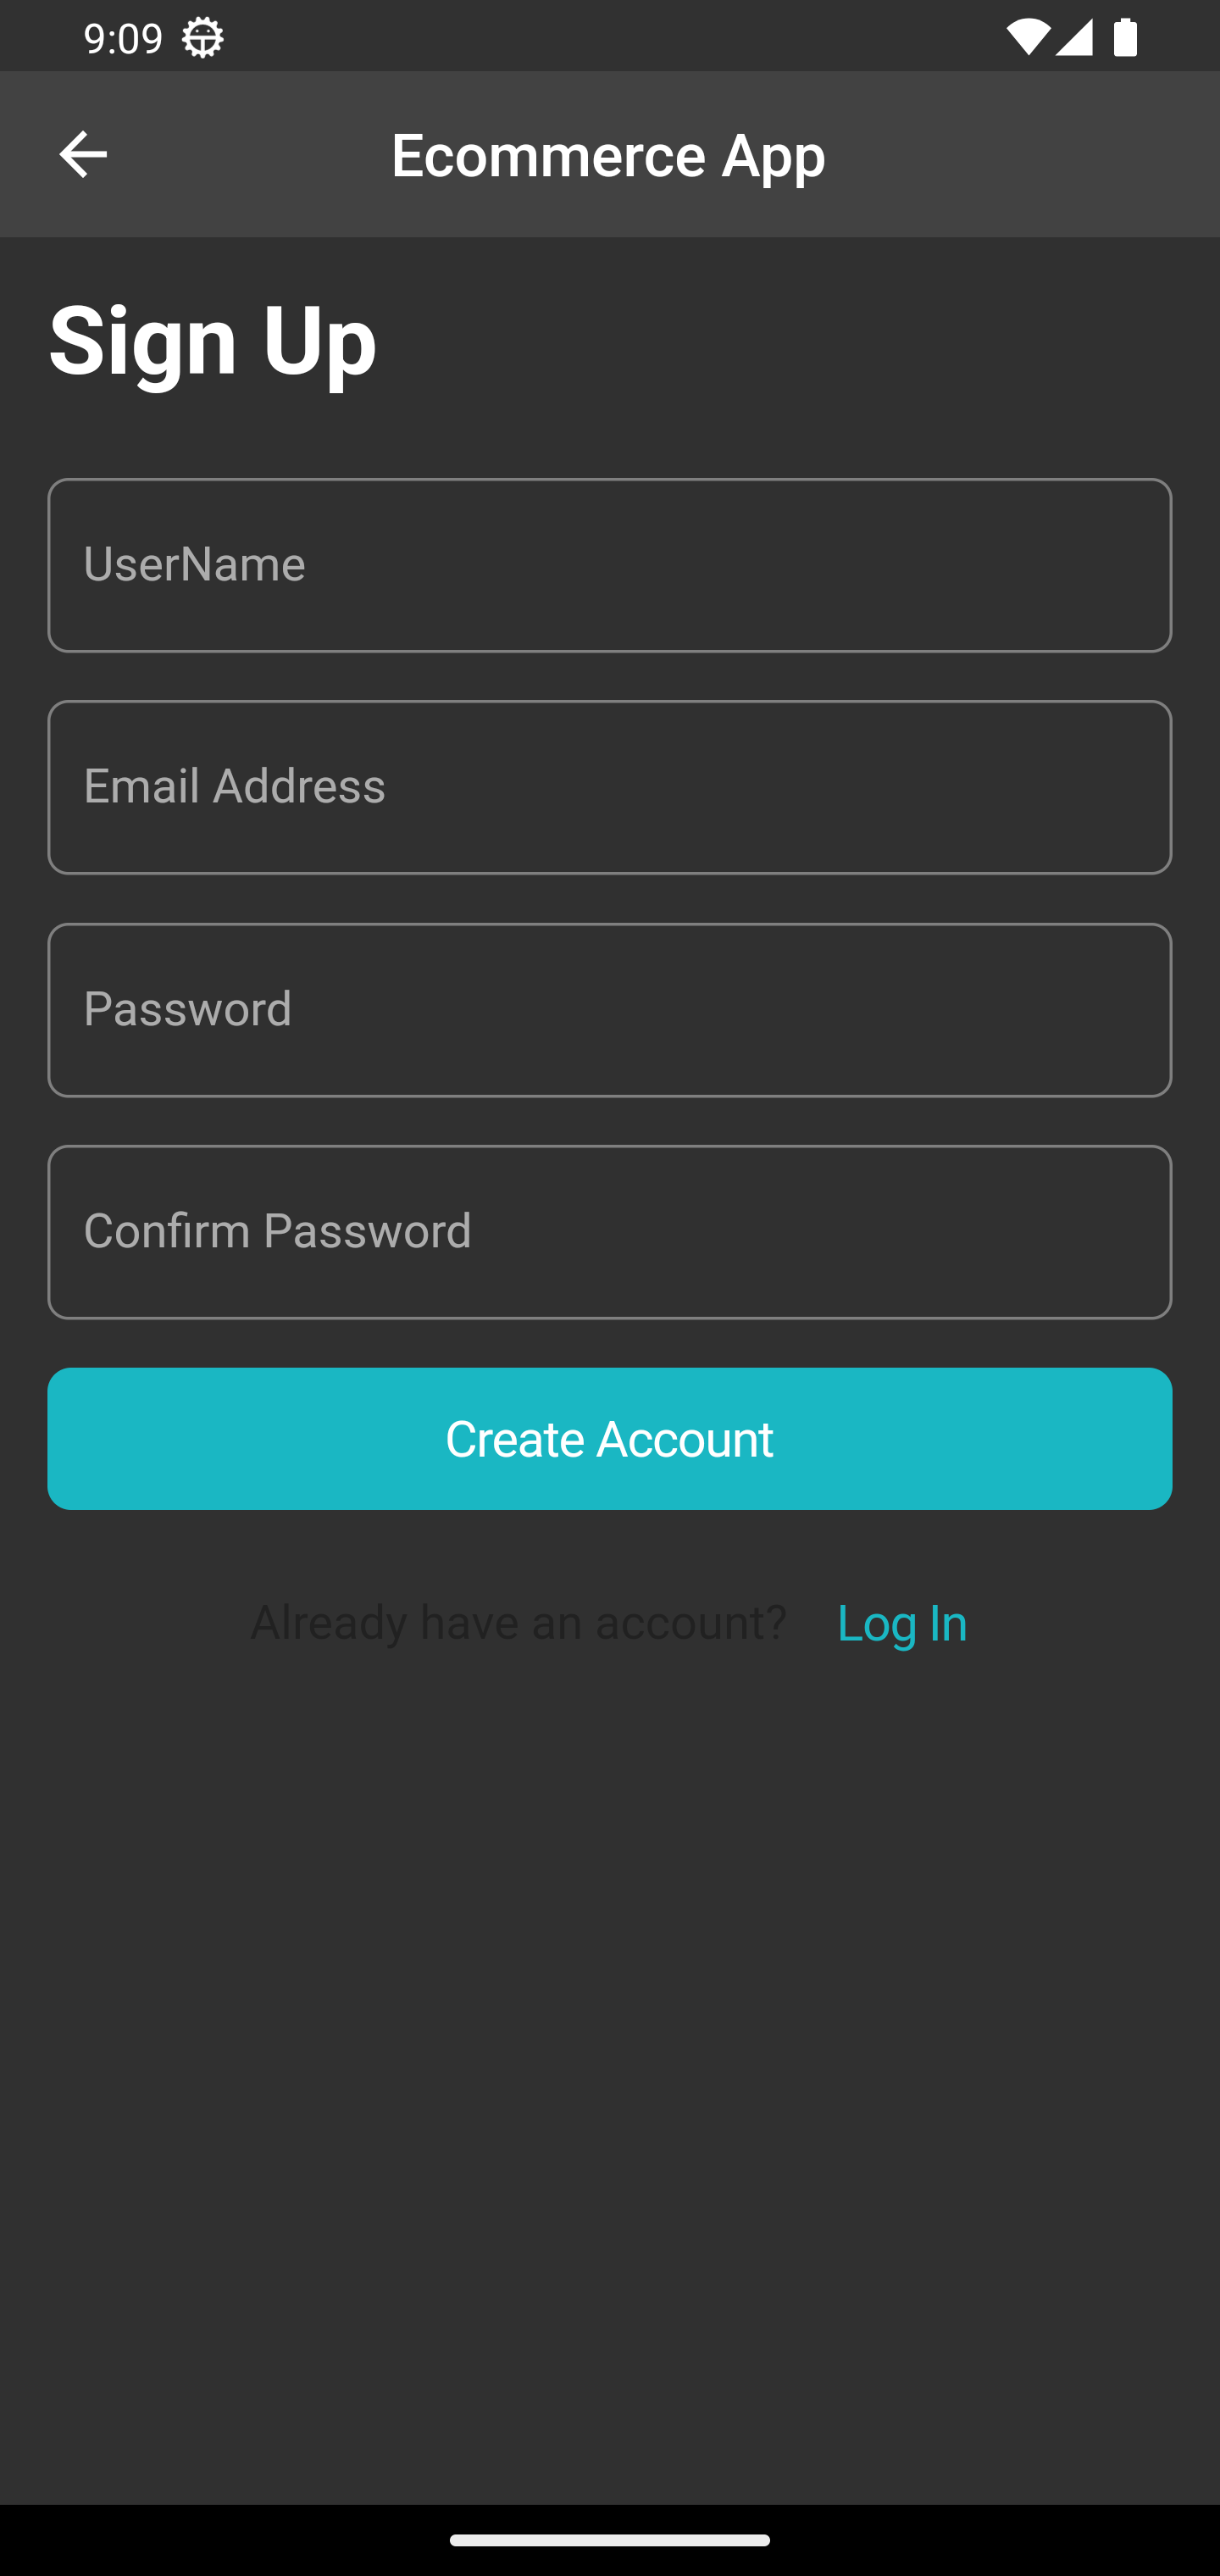 9:09
Ecommerce App
Sign Up
UserName
Email Address
Password
Confirm Password
Create Account
Already have an account? Log In